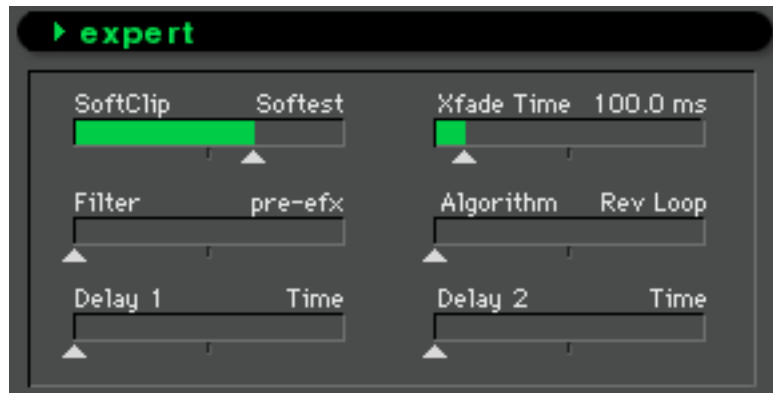 expert
SoftClip Softest
Xfade Time 100.0 ms
Filter pre-efx
Algorithm Rev Loop
Delay 1 Time
Delay 2 Time